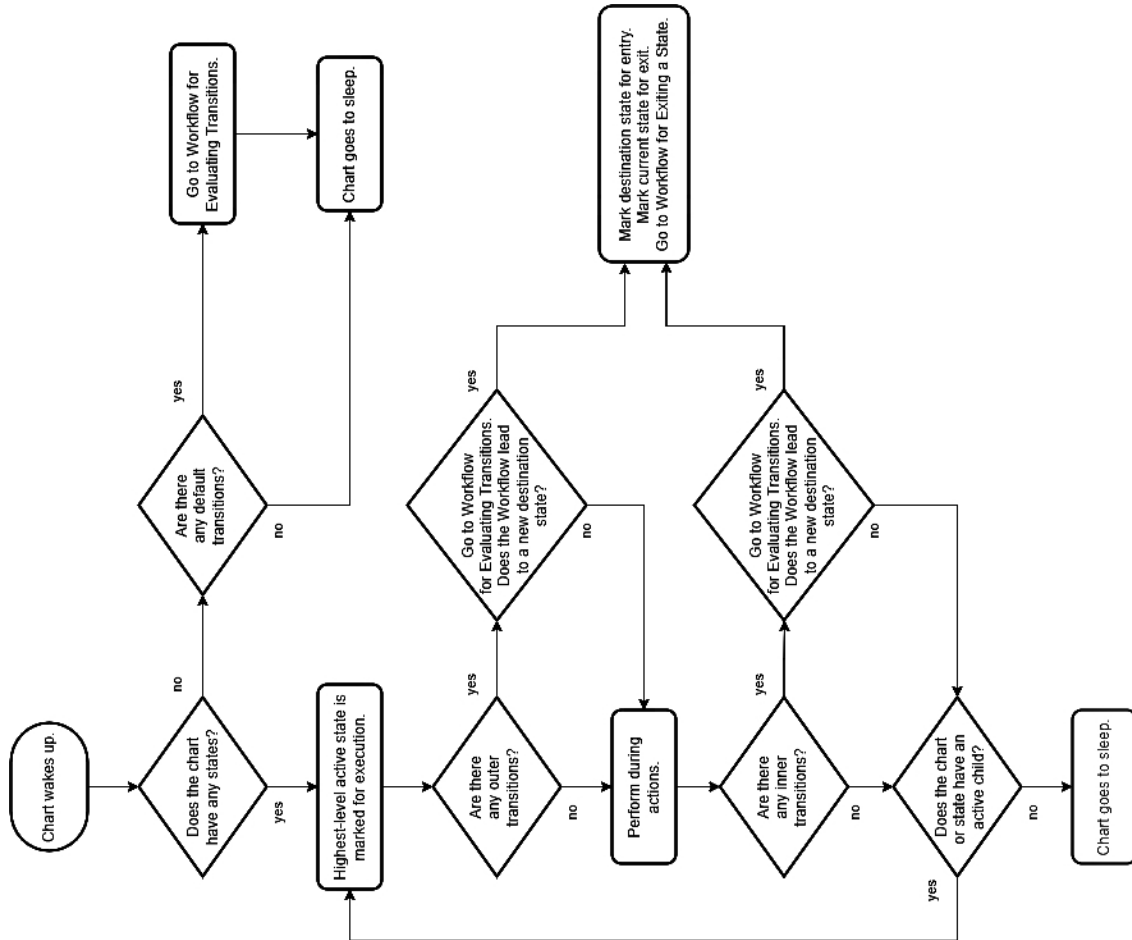 Chart wakes up.
Does the chart
have any states?
no
yes
Are there
any default
transitions?
yes
no
Go to Workflow for
Evaluating Transitions.
Chart goes to sleep.
Highest-level active state is
marked for execution.
Are there
any outer
transitions?
yes
no
Go to Workflow
for Evaluating Transitions.
Does the Workflow lead
to a new destination
state?
yes
no
Mark destination state for entry.
Mark current state for exit.
Go to Workflow for Exiting a State.
Perform during
actions.
Are there
any inner
transitions?
yes
no
Go to Workflow
for Evaluating Transitions.
Does the Workflow lead
to a new destination
state?
yes
no
Does the chart
or state have an
active child?
yes
no
Chart goes to sleep.